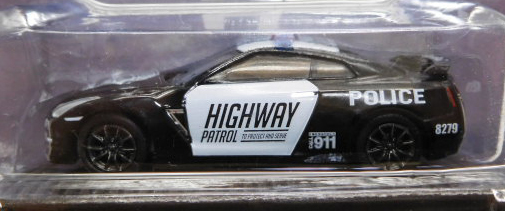 HIGHWAY
PATROL TO PROTECT AND SERVE
POLICE
911
8279